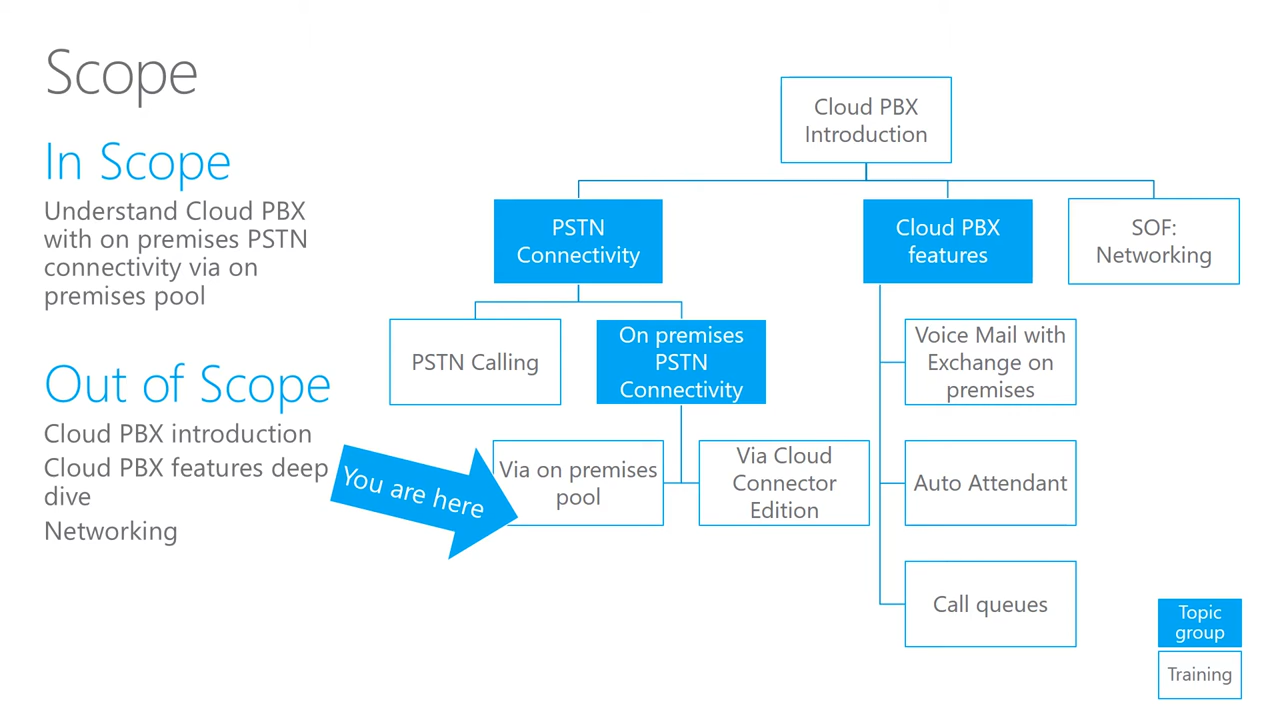 Scope
In Scope
Understand Cloud PBX
with on premises PSTN
connectivity via on
premises pool
Out of Scope
Cloud PBX introduction
Cloud PBX features deep
dive
Networking
Cloud PBX
Introduction
PSTN
Connectivity
Cloud PBX
features
SOF:
Networking
PSTN Calling
On premises
PSTN
Connectivity
Voice Mail with
Exchange on
premises
You are here
Via on premises
pool
Via Cloud
Connector
Edition
Auto Attendant
Call queues
Topic
group
Training